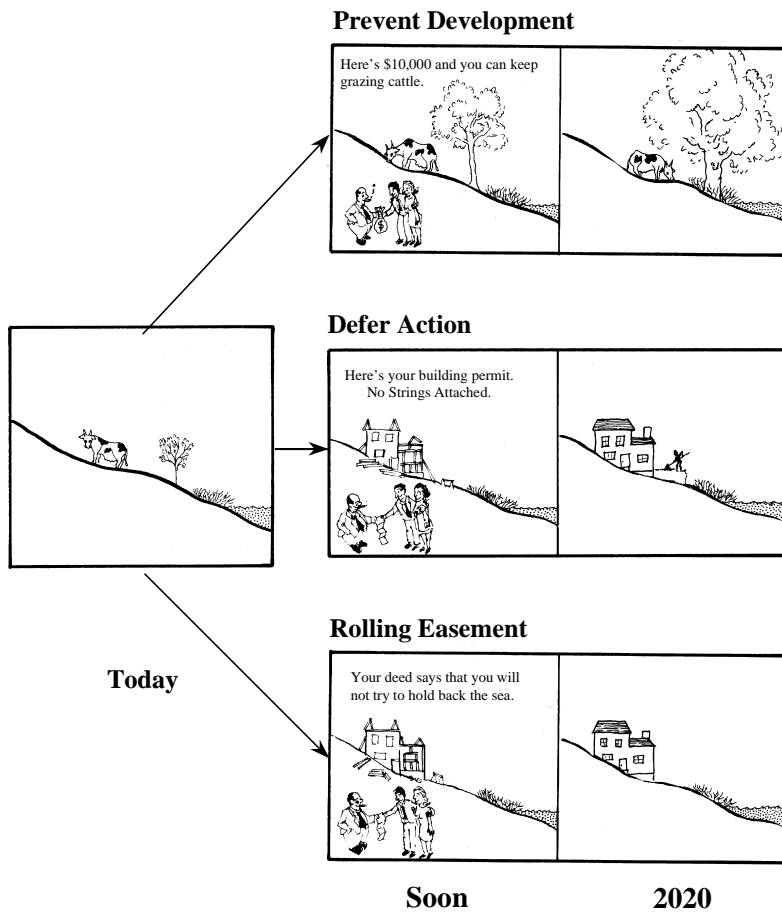 Prevent Development
Here's $10,000 and you can keep
grazing cattle.
$
Defer Action
Here's your building permit.
No Strings Attached.
Rolling Easement
Today
Your deed says that you will
not try to hold back the sea.
Soon
2020